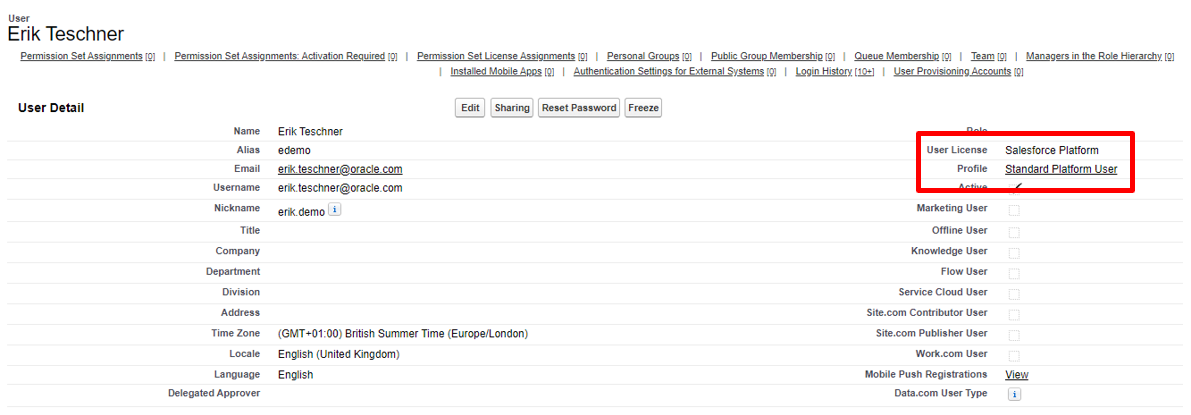 User
Erik Teschner
Permission Set Assignments [0] | Permission Set Assignments: Activation Required [0] | Permission Set License Assignments [0] | Personal Groups [0] | Public Group Membership [0] | Queue Membership [0] | Team [0] | Managers in the Role Hierarchy [0]
| Installed Mobile Apps [0] | Authentication Settings for External Systems [0] | Login History [10+] | User Provisioning Accounts [0]
User Detail Edit Sharing Reset Password Freeze
Name Erik Teschner Role
Alias edemo User License Salesforce Platform
Email erik.teschner@oracle.com Profile Standard Platform User
Username erik.teschner@oracle.com Active
Nickname erik.demo i Marketing User
Title Offline User
Company Knowledge User
Department Flow User
Division Service Cloud User
Address Site.com Contributor User
Time Zone (GMT+01:00) British Summer Time (Europe/London) Site.com Publisher User
Locale English (United Kingdom) Work.com User
Language English Mobile Push Registrations View
Delegated Approver Data.com User Type i